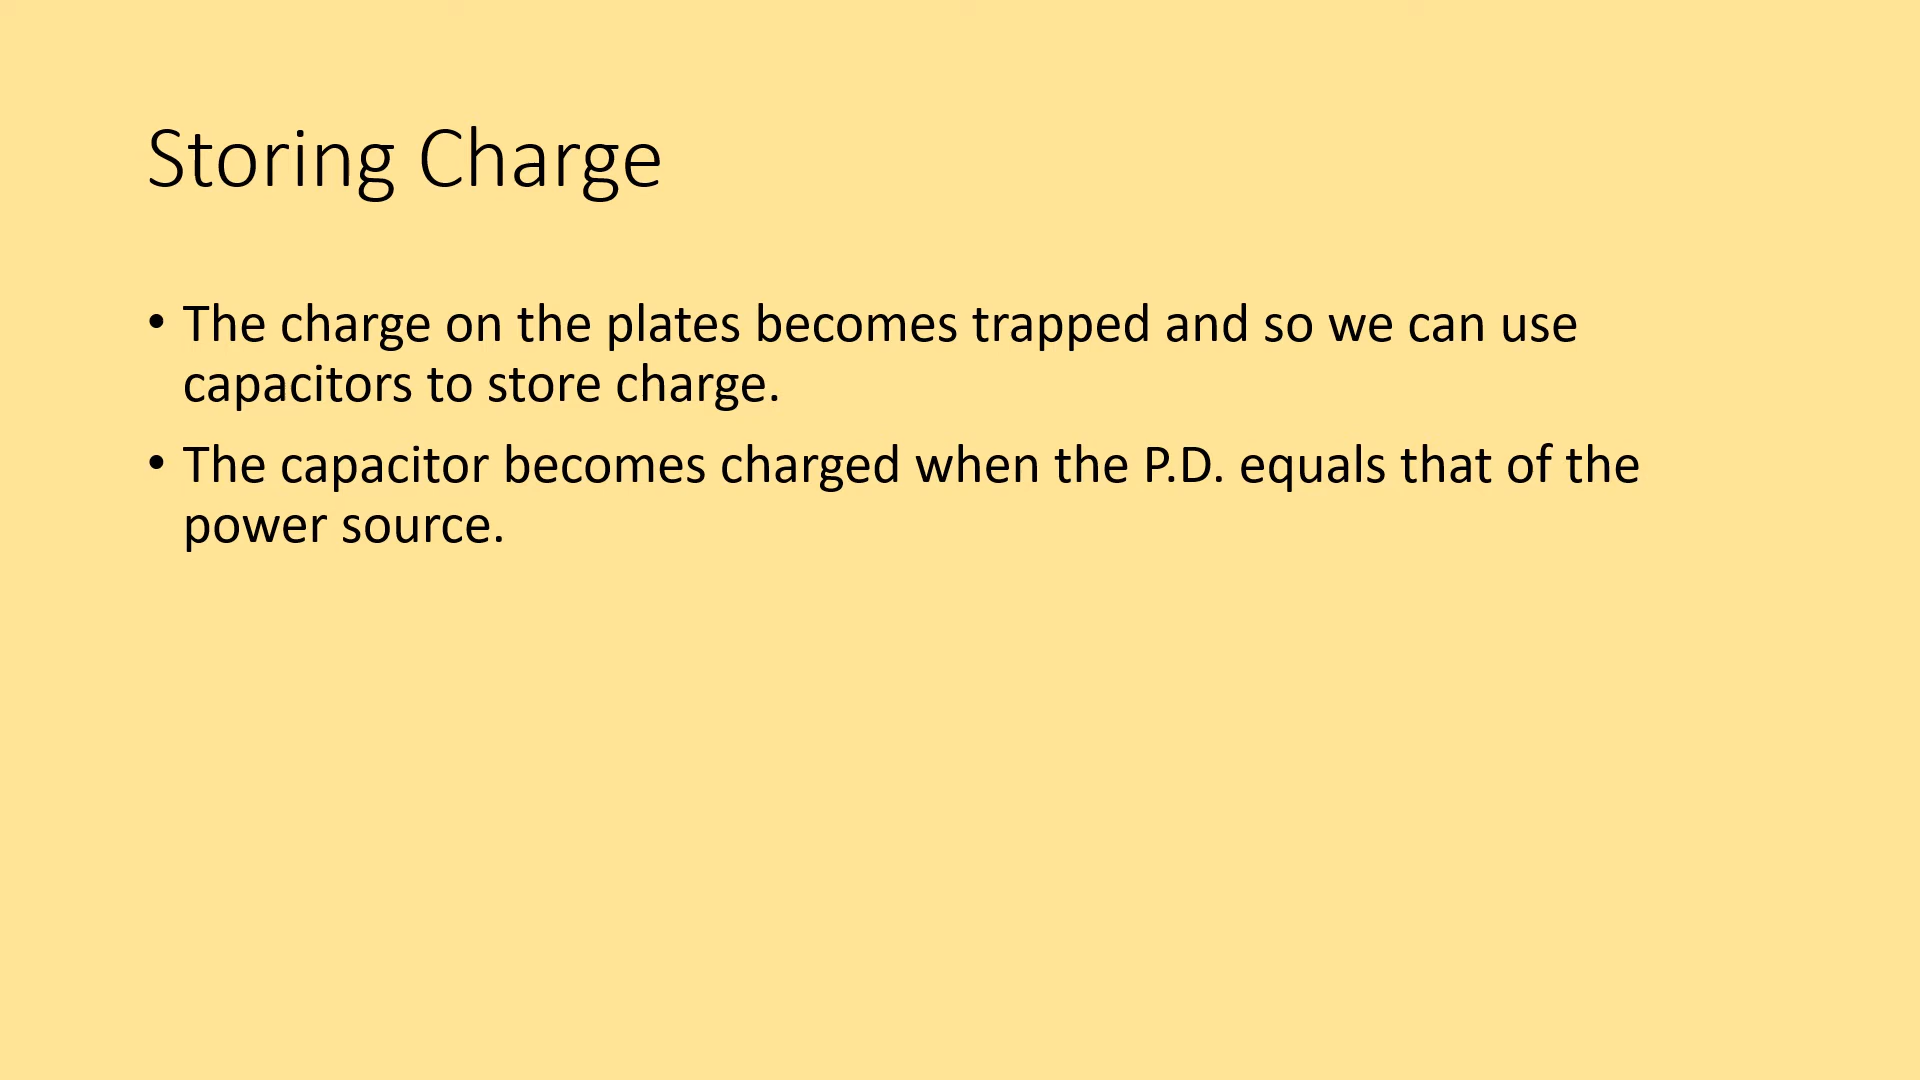 Storing Charge
• The charge on the plates becomes trapped and so we can use
capacitors to store charge.
• The capacitor becomes charged when the P.D. equals that of the
power source.